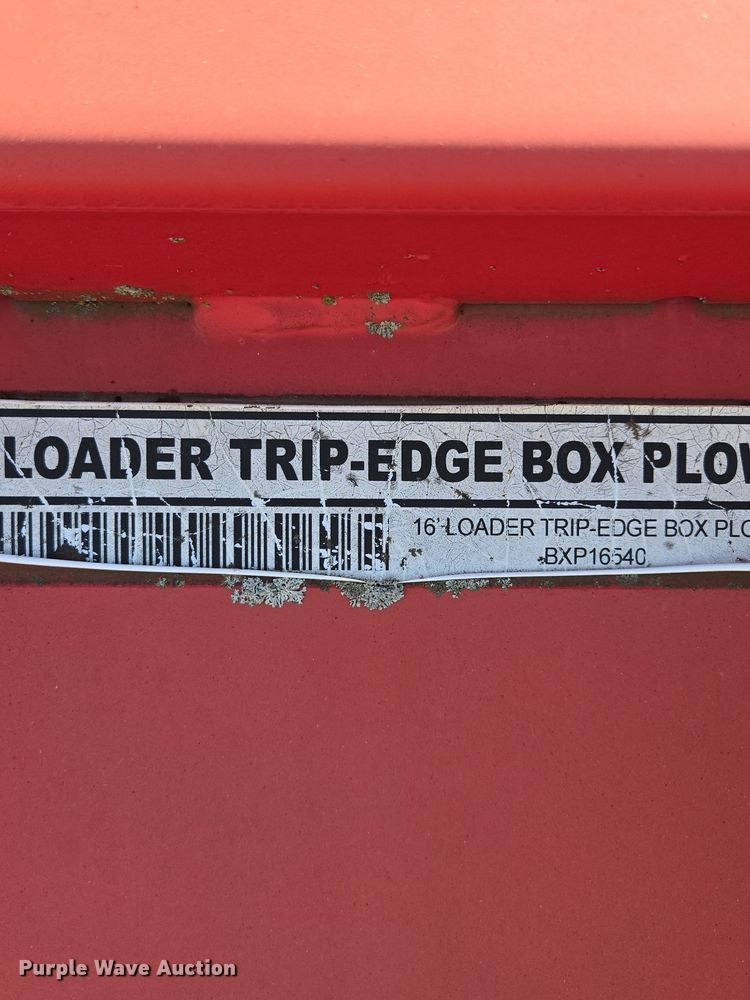 LOADER TRIP-EDGE BOX PLOW
16' LOADER TRIP-EDGE BOX PLO
BXP16540
Purple Wave Auction